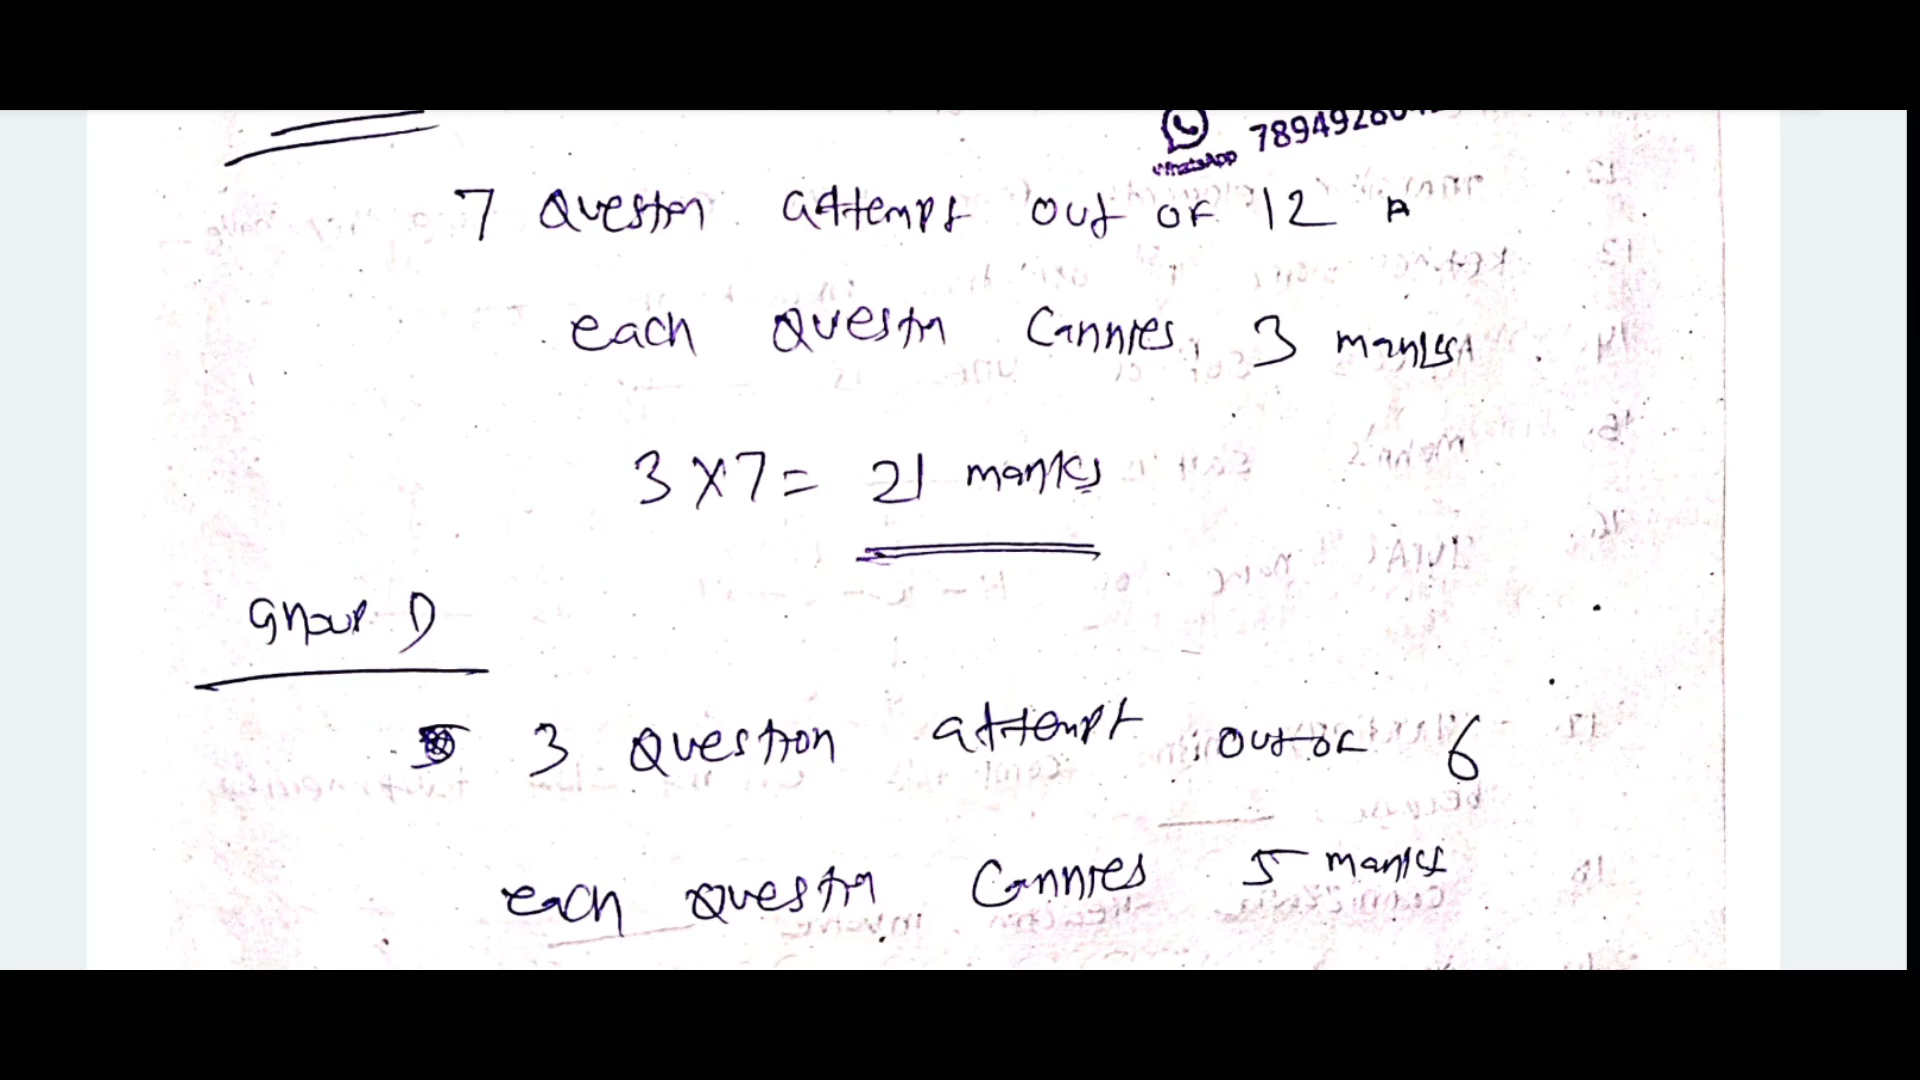 WhatsApp
7 Question attempt out of 12
each Question Carries 3 marks
3 X 7 = 21 marks
Group D
3 Question attempt out of 6
each question Carries 5 marks